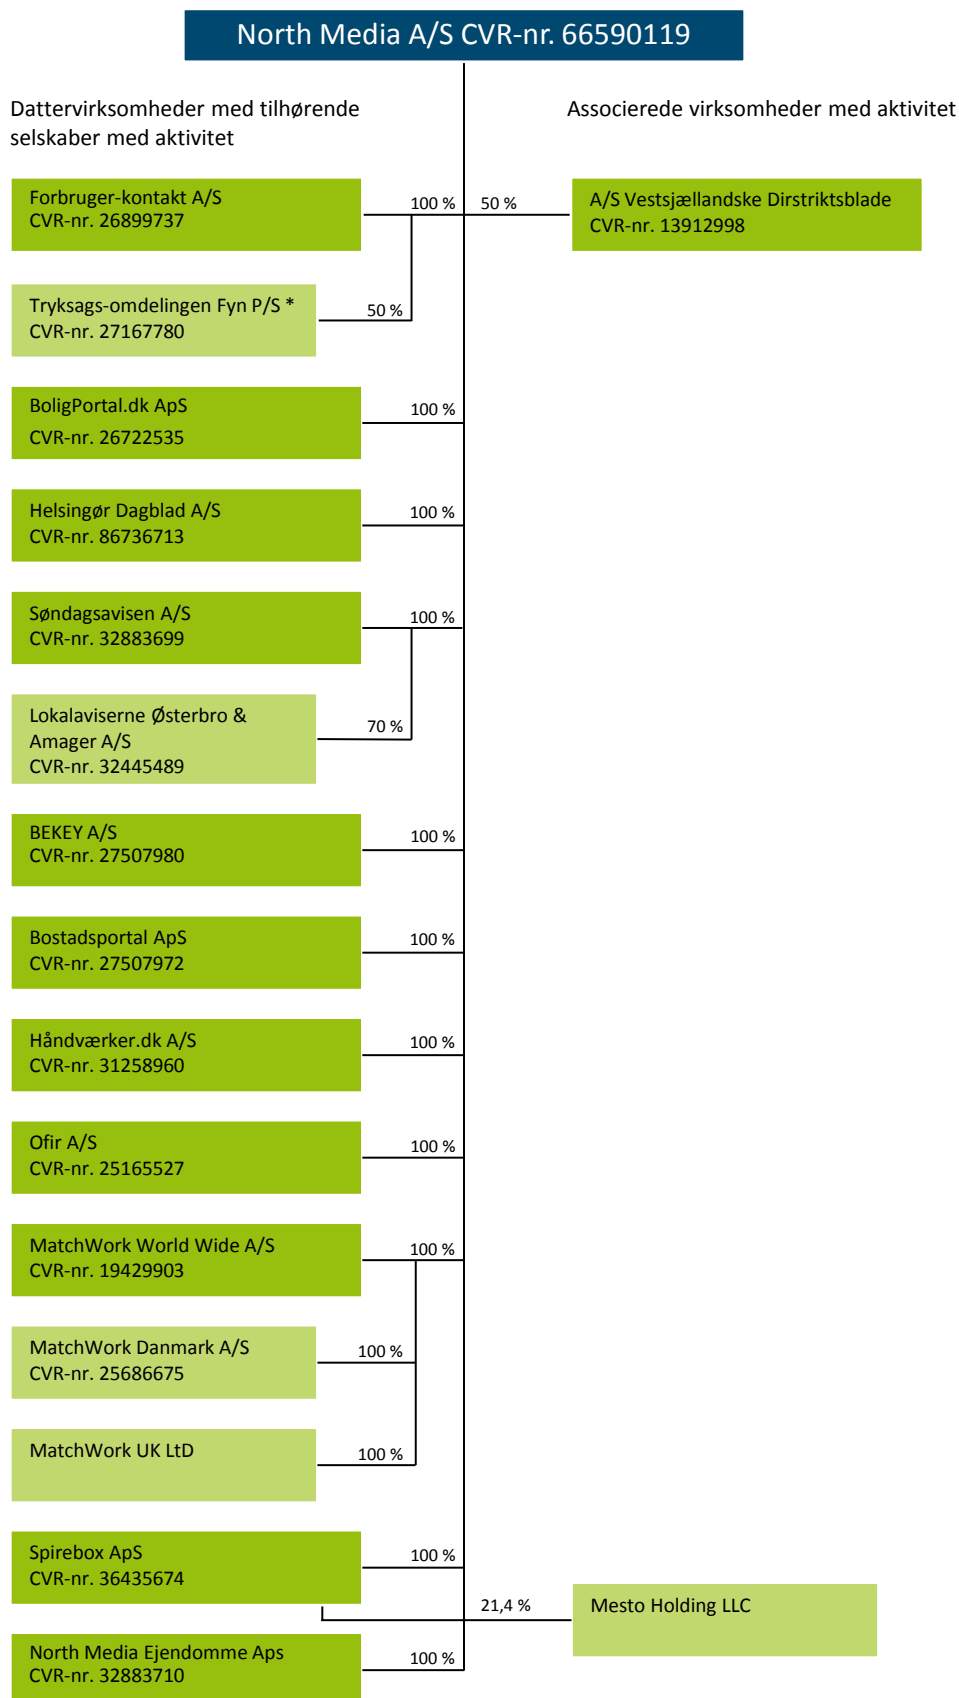 North Media A/S CVR-nr. 66590119
Dattervirksomheder med tilhørende
selskaber med aktivitet
Associerede virksomheder med aktivitet
Forbruger-kontakt A/S
CVR-nr. 26899737
100 %
50 %
A/S Vestsjællandske Dirstriktsblade
CVR-nr. 13912998
Tryksags-omdelingen Fyn P/S *
CVR-nr. 27167780
50 %
BoligPortal.dk ApS
CVR-nr. 26722535
100 %
Helsingør Dagblad A/S
CVR-nr. 86736713
100 %
Søndagsavisen A/S
CVR-nr. 32883699
100 %
Lokalaviserne Østerbro &
Amager A/S
CVR-nr. 32445489
70 %
BEKEY A/S
CVR-nr. 27507980
100 %
Bostadsportal ApS
CVR-nr. 27507972
100 %
Håndværker.dk A/S
CVR-nr. 31258960
100 %
Ofir A/S
CVR-nr. 25165527
100 %
MatchWork World Wide A/S
CVR-nr. 19429903
100 %
MatchWork Danmark A/S
CVR-nr. 25686675
100 %
MatchWork UK LtD
100 %
Spirebox ApS
CVR-nr. 36435674
100 %
21,4 %
Mesto Holding LLC
North Media Ejendomme Aps
CVR-nr. 32883710
100 %